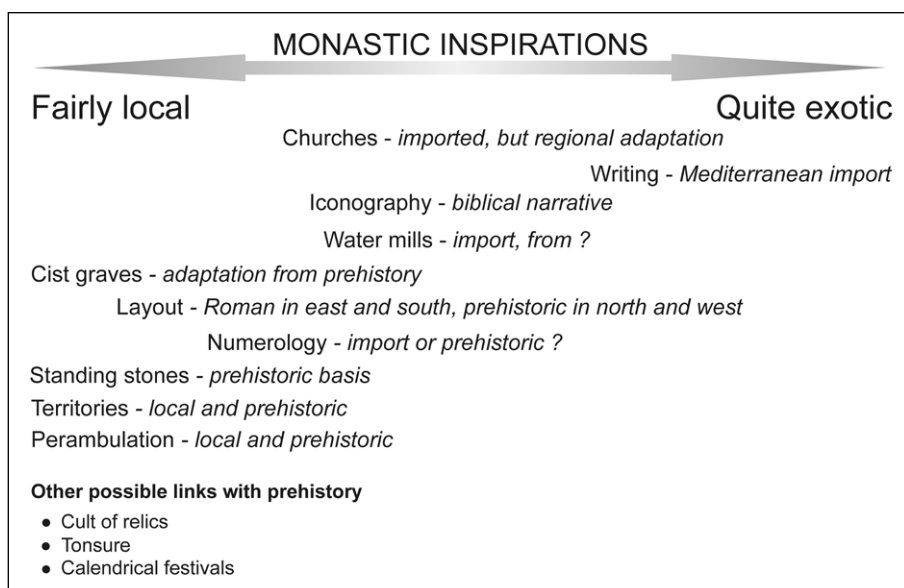 MONASTIC INSPIRATIONS
Fairly local
Quite exotic
Churches - imported, but regional adaptation
Writing - Mediterranean import
Iconography - biblical narrative
Water mills - import, from ?
Cist graves - adaptation from prehistory
Layout - Roman in east and south, prehistoric in north and west
Numerology - import or prehistoric ?
Standing stones - prehistoric basis
Territories - local and prehistoric
Perambulation - local and prehistoric
Other possible links with prehistory
● Cult of relics
● Tonsure
● Calendrical festivals